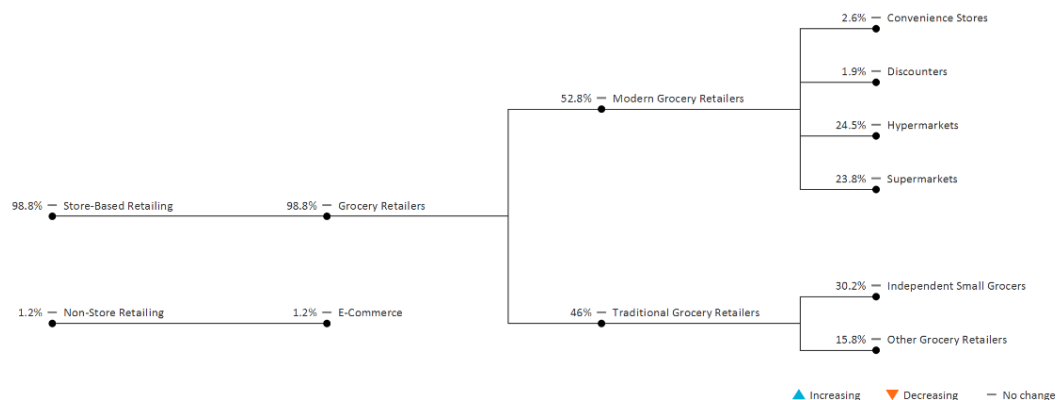 2.6% — Convenience Stores
1.9% — Discounters
52.8% — Modern Grocery Retailers
24.5% — Hypermarkets
23.8% — Supermarkets
98.8% — Store-Based Retailing
98.8% — Grocery Retailers
30.2% — Independent Small Grocers
1.2% — Non-Store Retailing
1.2% — E-Commerce
46% — Traditional Grocery Retailers
15.8% — Other Grocery Retailers
Increasing
Decreasing
— No change